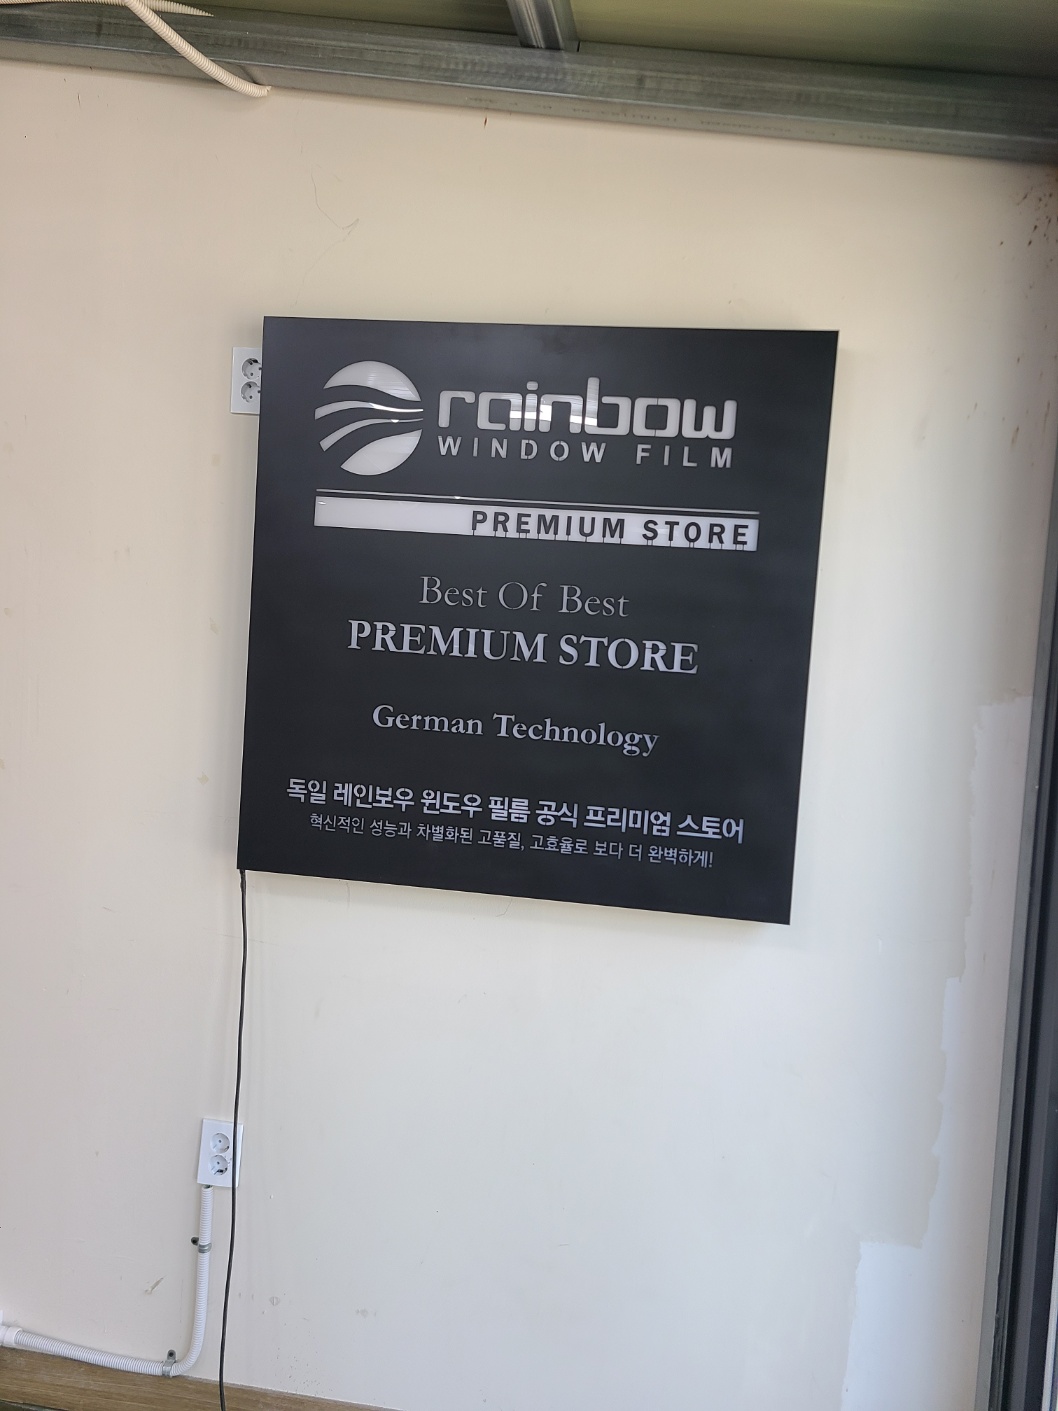 rainbow
WINDOW FILM
PREMIUM STORE
Best Of Best
PREMIUM STORE
German Technology
독일 레인보우 윈도우 필름 공식 프리미엄 스토어
혁신적인 성능과 차별화된 고품질, 고효율로 보다 더 완벽하게!